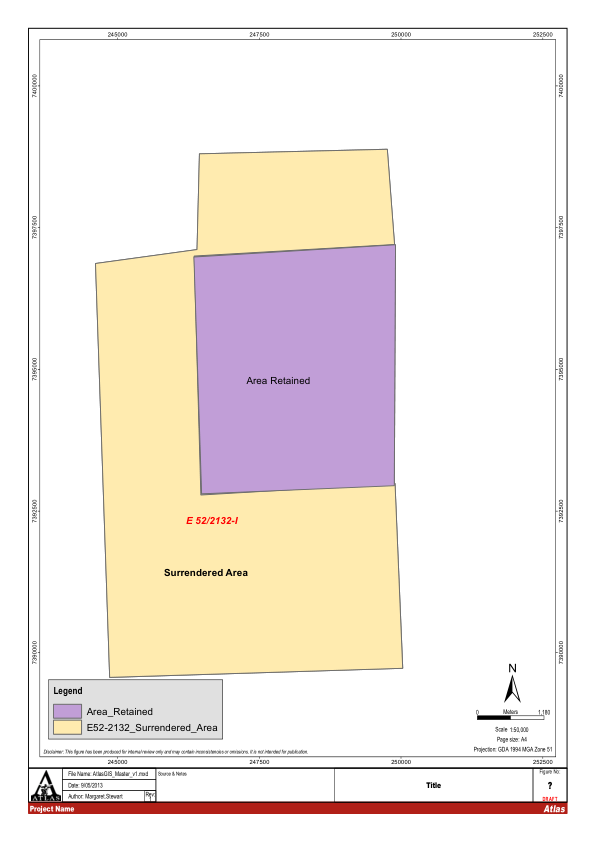 245000 247500 250000 252500
7400000 7400000
7397500 7397500
Area Retained
7395000 7395000
7392500 7392500
E 52/2132-I
Surrendered Area
7390000 7390000
N
Legend
Area_Retained
E52-2132_Surrendered_Area
0 Meters 1,180
Scale 1:50,000
Page size: A4
Projection: GDA 1994 MGA Zone 51
Disclaimer: This figure has been produced for internal review only and may contain inconsistencies or omissions. It is not intended for publication.
245000 247500 250000
ATLAS
File Name: AtlasGIS_Master_v1.mxd
Date: 9/05/2013
Author: Margaret.Stewart
Rev:
Source & Notes
Title
Figure No:
?
DRAFT
Project Name
Atlas